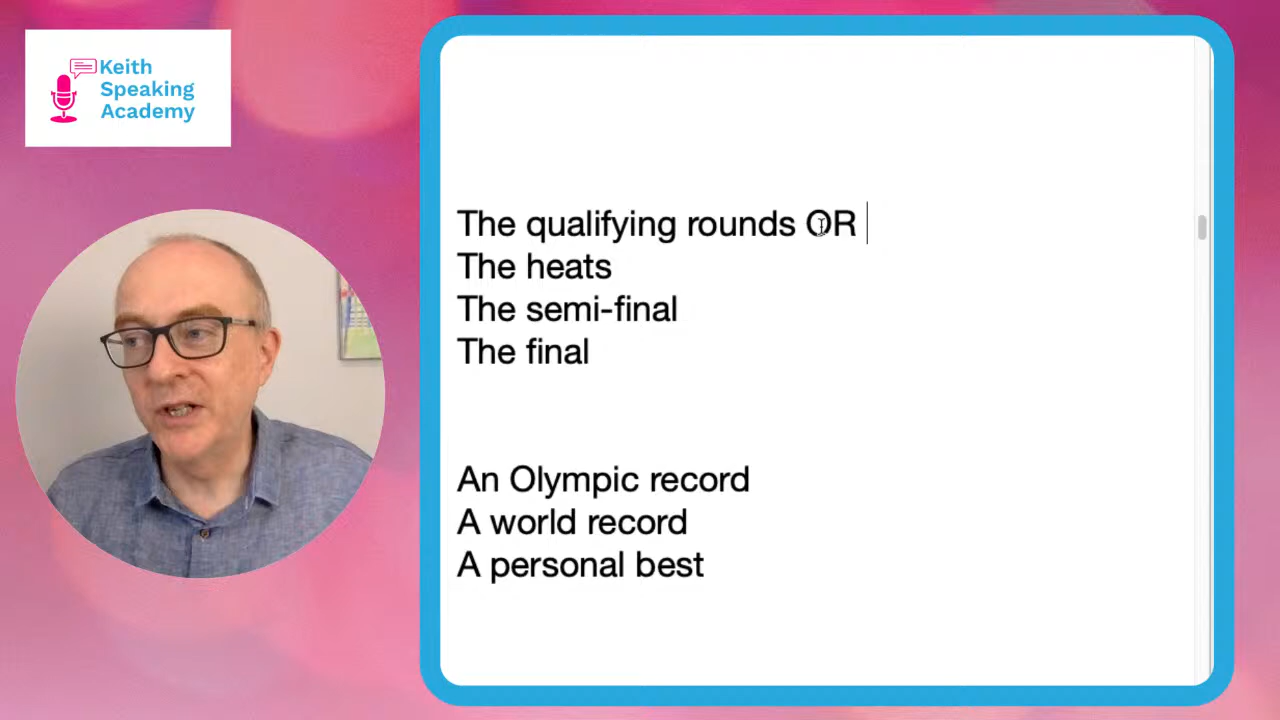 Keith
Speaking
Academy
The qualifying rounds OR
The heats
The semi-final
The final
An Olympic record
A world record
A personal best